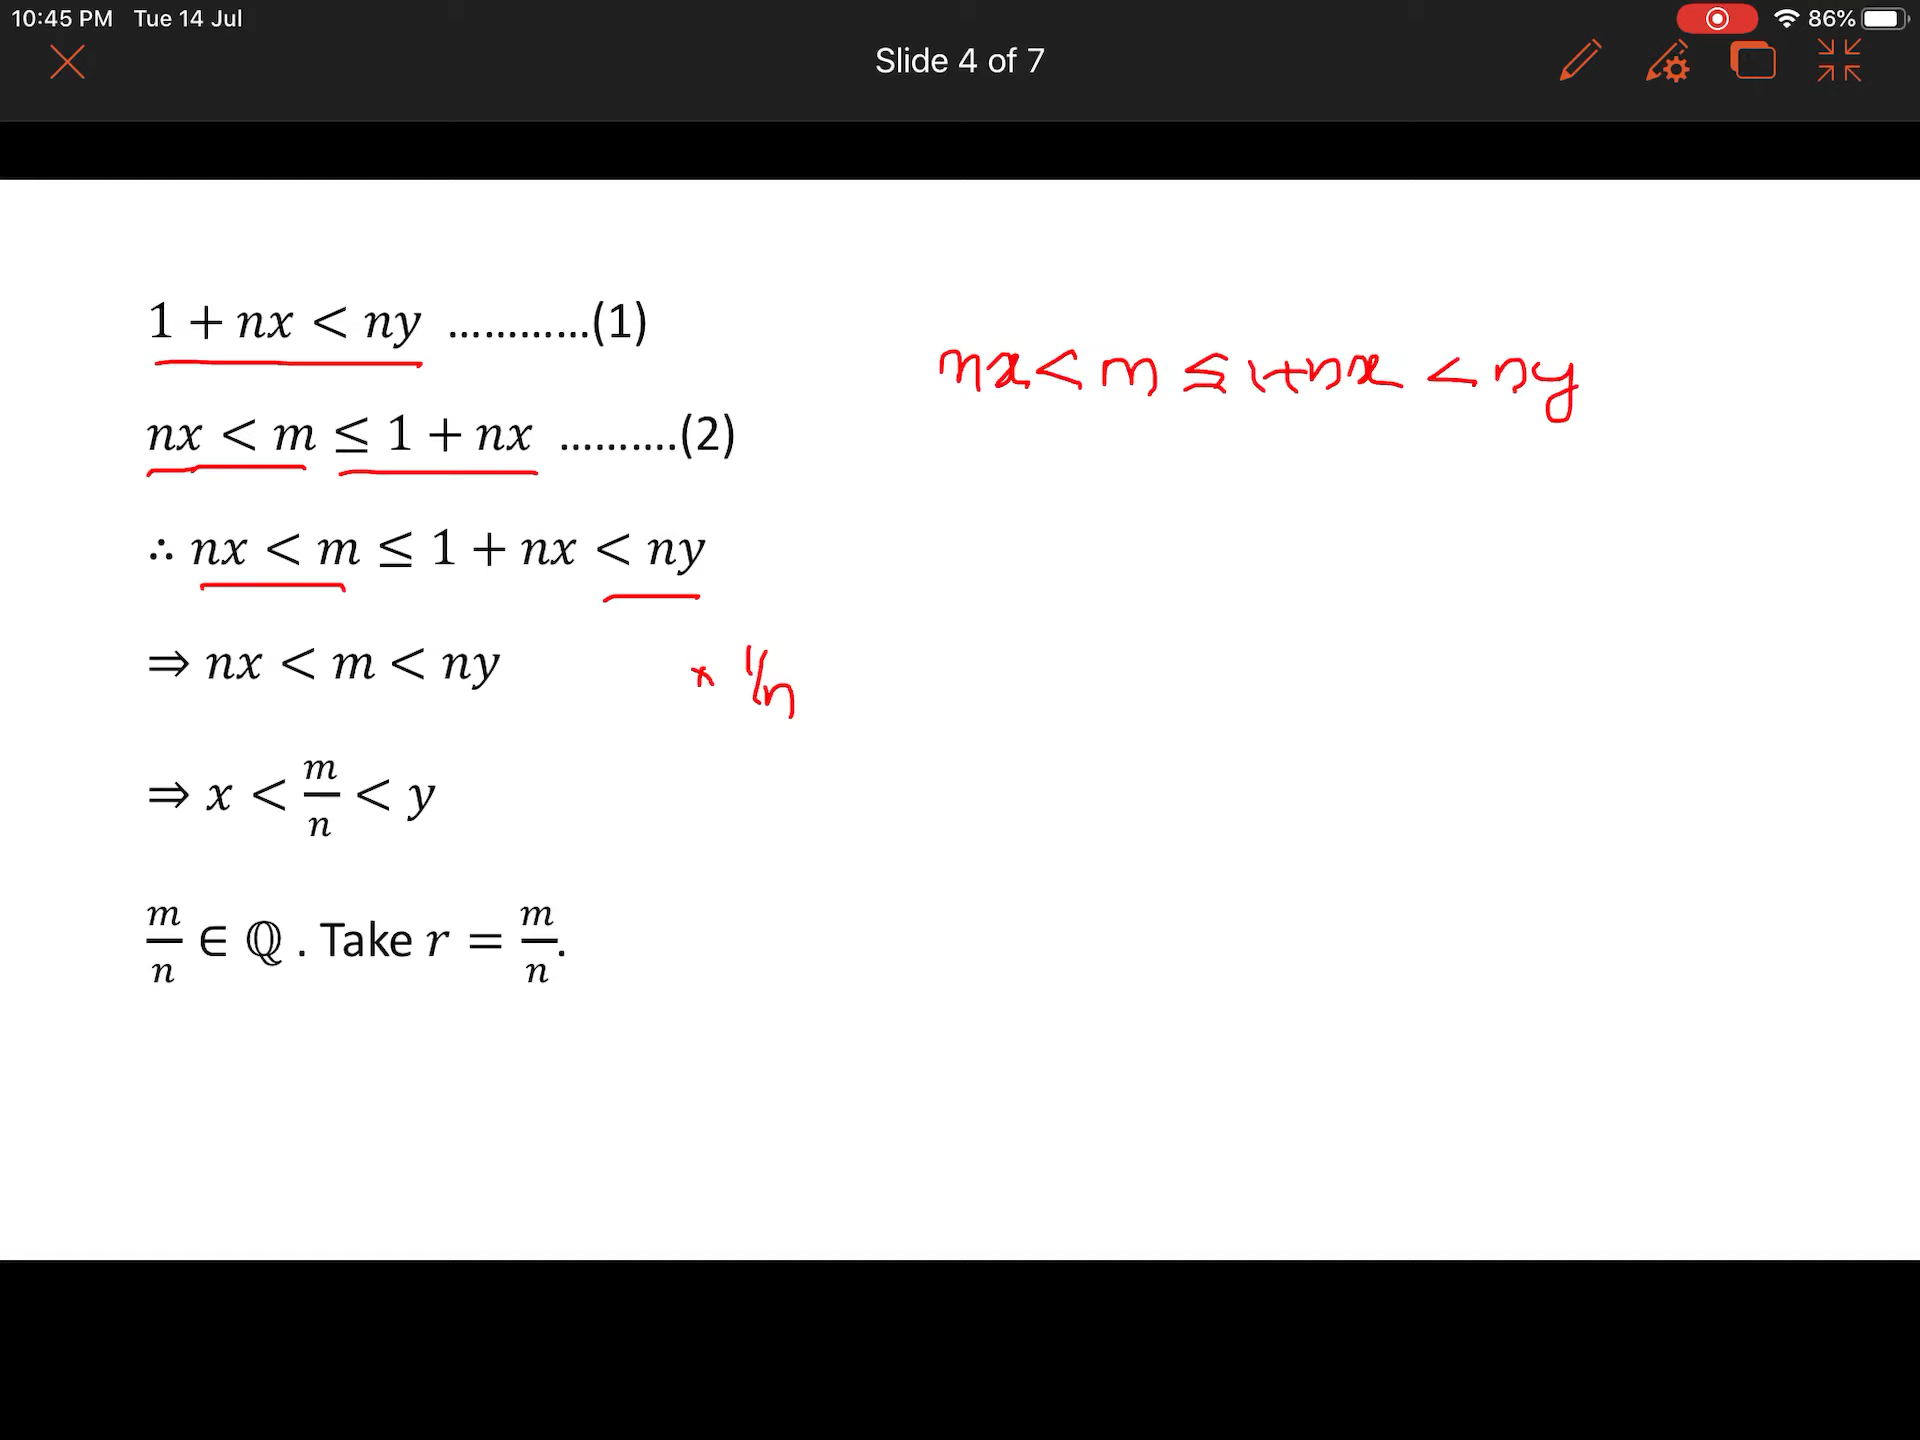 10:45 PM Tue 14 Jul
86%
Slide 4 of 7
1 + nx < ny ............(1)
nx < m ≤ 1+nx < ny
nx < m ≤ 1 + nx ..........(2)
∴ nx < m ≤ 1 + nx < ny
⇒ nx < m < ny × 1/n
⇒ x < m/n < y
m/n ∈ ℚ . Take r = m/n.